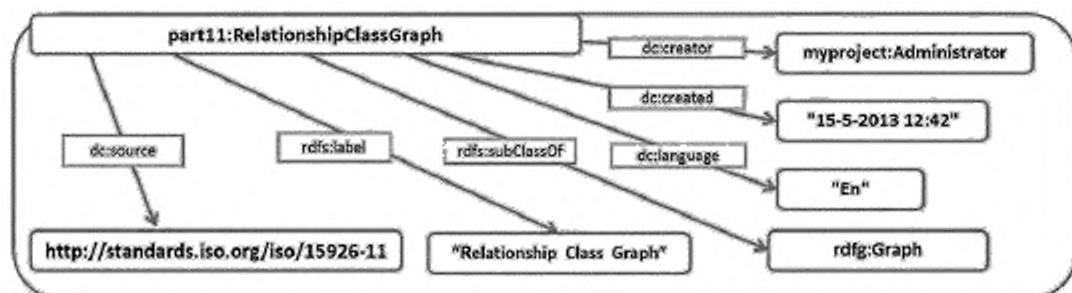 part11:RelationshipClassGraph
dc:creator
myproject:Administrator
dc:created
"15-5-2013 12:42"
dc:source
rdfs:label
rdfs:subClassOf
dc:language
"En"
http://standards.iso.org/iso/15926-11
"Relationship Class Graph"
rdfg:Graph